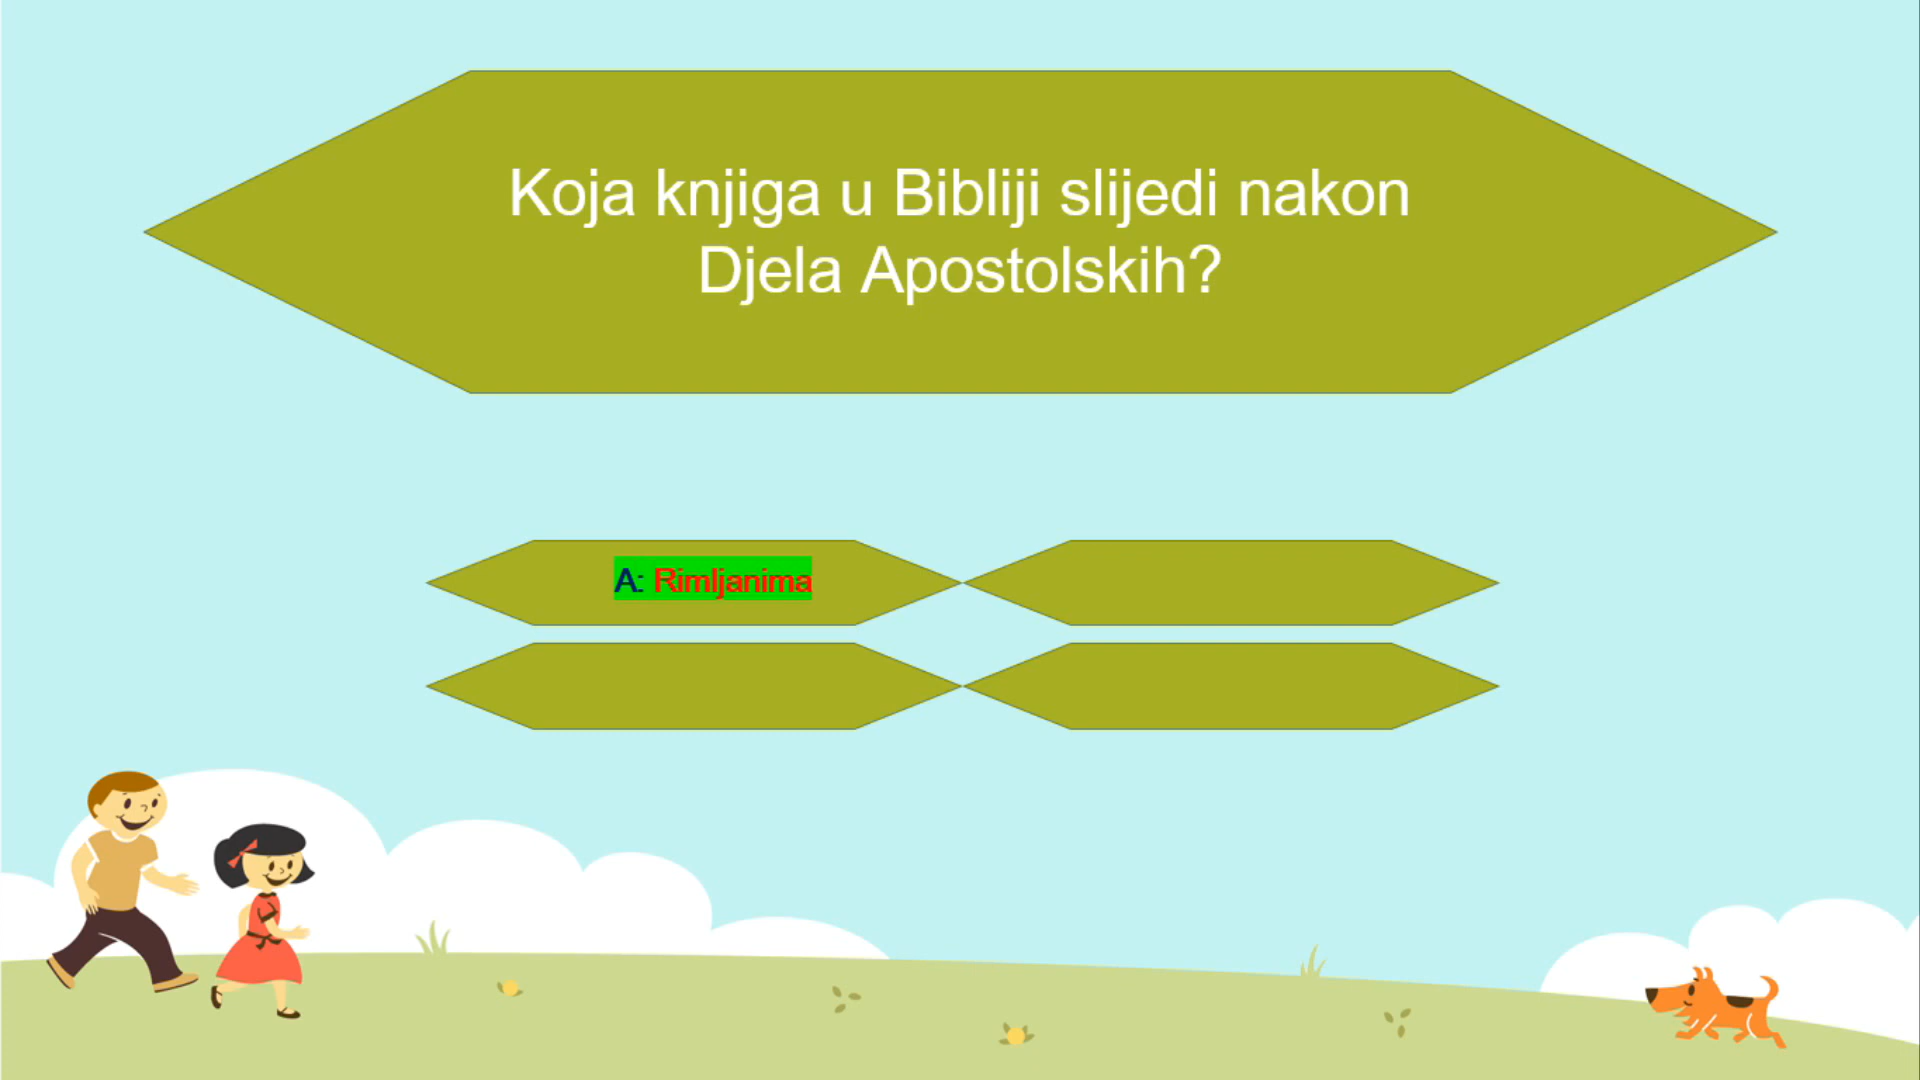 Koja knjiga u Bibliji slijedi nakon
Djela Apostolskih?
A: Rimljanima